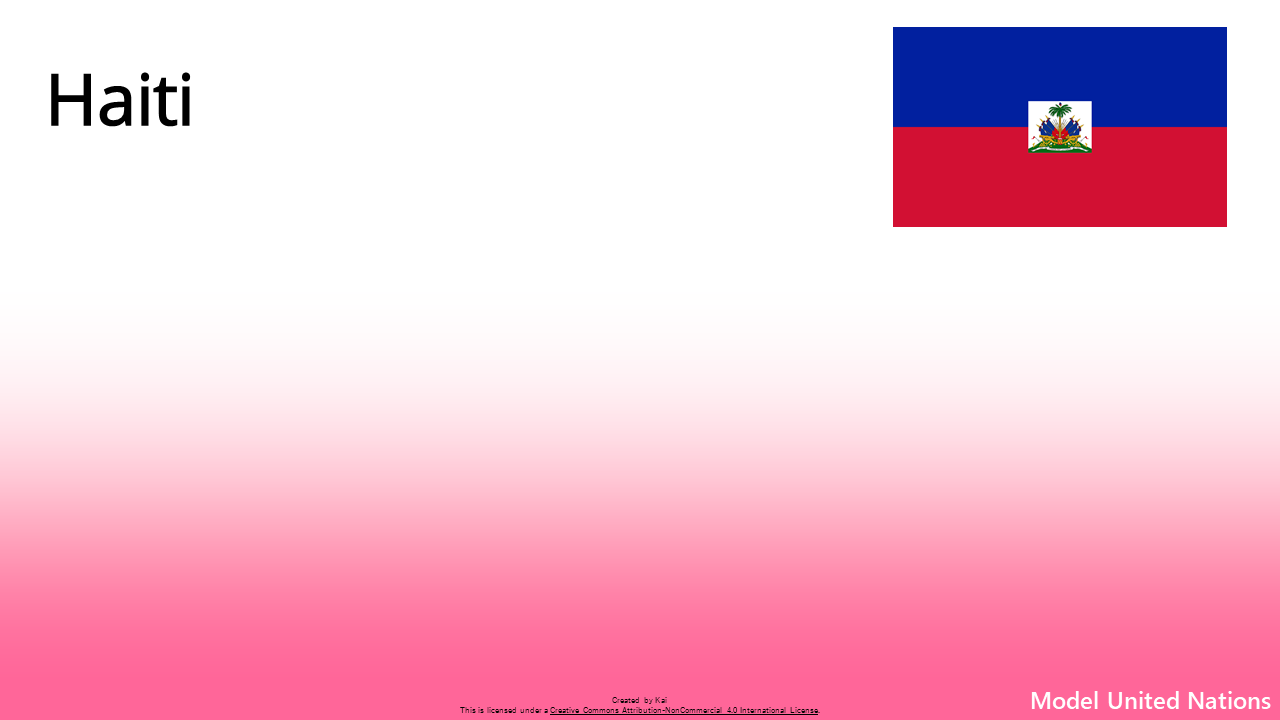 Haiti
Created by Kai
This is licensed under a Creative Commons Attribution-NonCommercial 4.0 International License.
Model United Nations